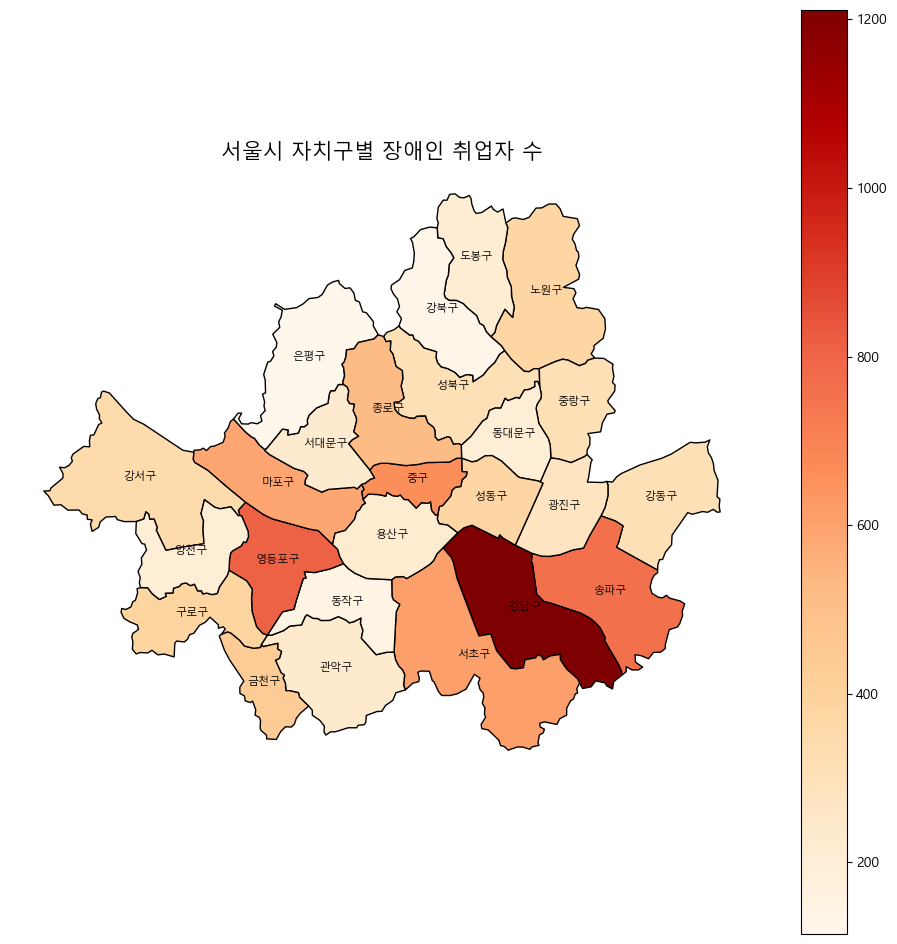 서울시 자치구별 장애인 취업자 수
1200
1000
800
600
400
200
도봉구
노원구
강북구
은평구
성북구
중랑구
종로구
동대문구
서대문구
강서구
마포구
중구
성동구
강동구
광진구
용산구
양천구
영등포구
송파구
동작구
강남구
구로구
서초구
관악구
금천구